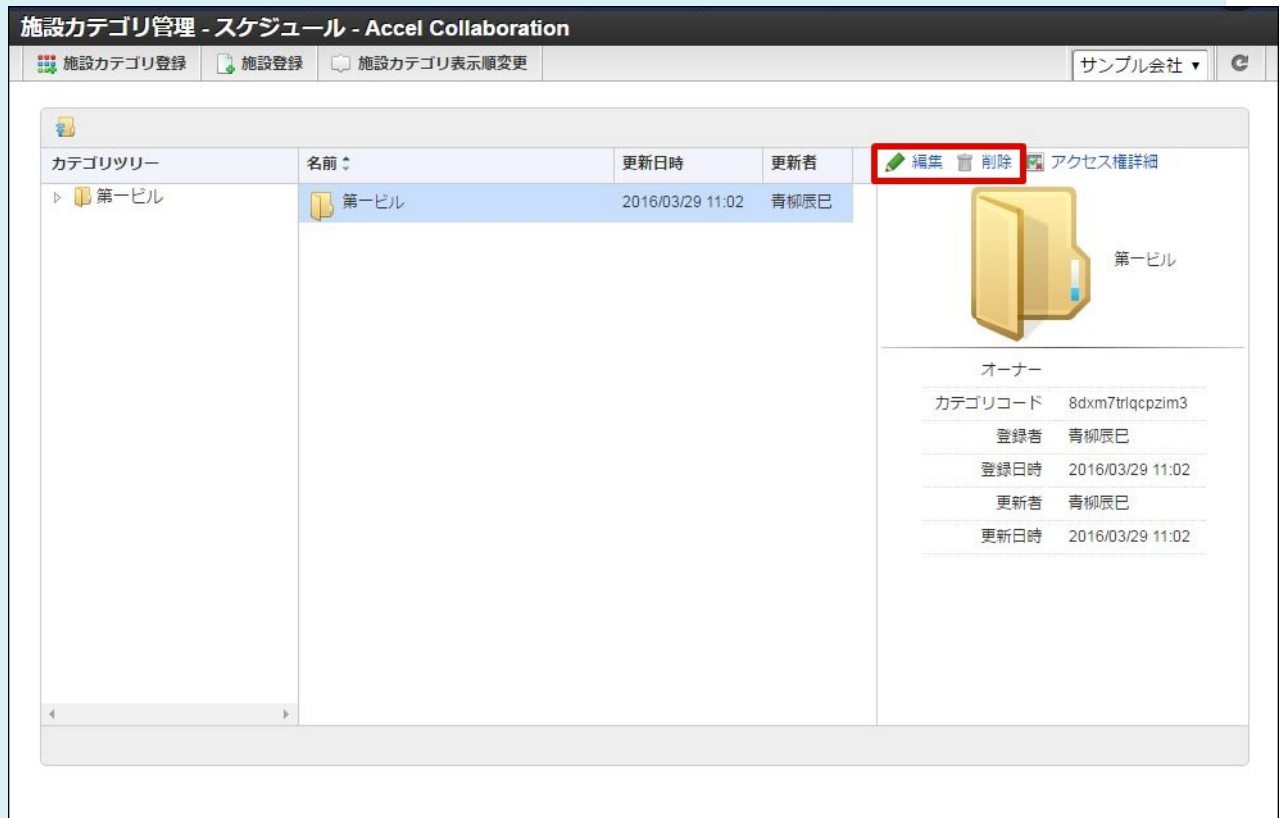 施設カテゴリ管理 - スケジュール - Accel Collaboration
施設カテゴリ登録 施設登録 施設カテゴリ表示順変更 サンプル会社
カテゴリツリー 名前 更新日時 更新者 編集 削除 アクセス権詳細
第一ビル 第一ビル 2016/03/29 11:02 青柳辰巳
第一ビル
オーナー
カテゴリコード 8dxm7trlqcpzim3
登録者 青柳辰巳
登録日時 2016/03/29 11:02
更新者 青柳辰巳
更新日時 2016/03/29 11:02